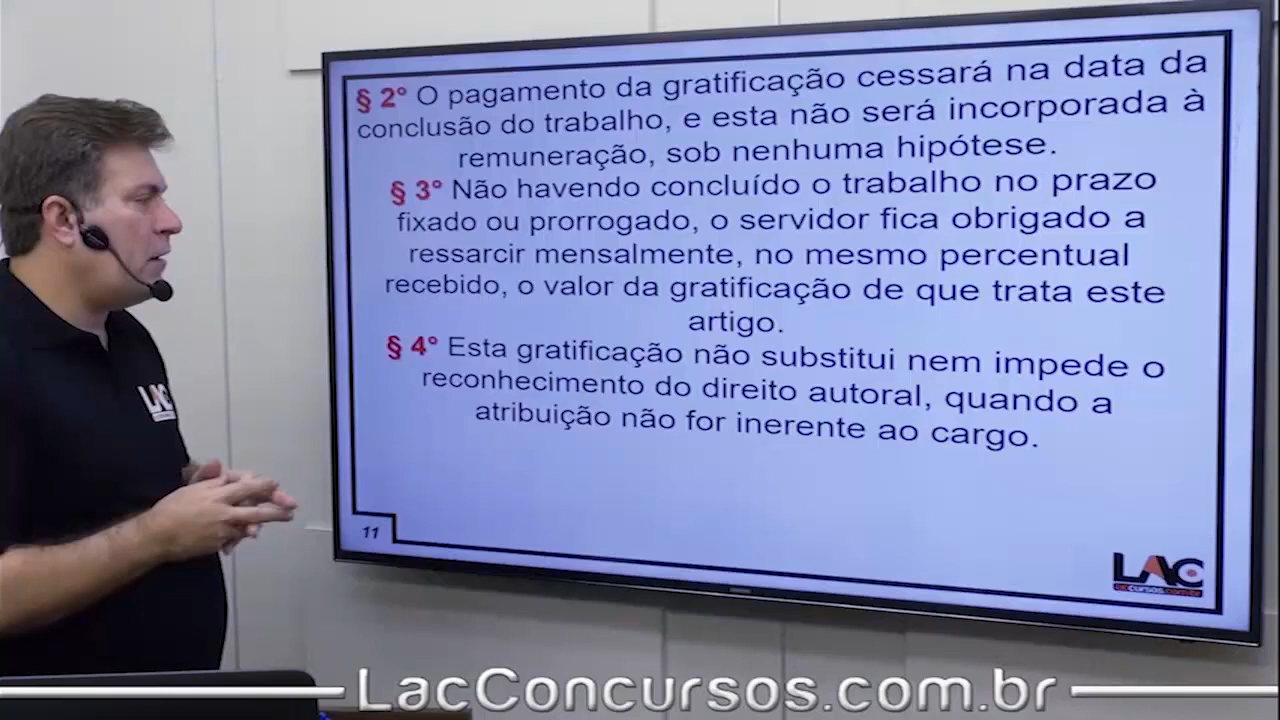 § 2° O pagamento da gratificação cessará na data da
conclusão do trabalho, e esta não será incorporada à
remuneração, sob nenhuma hipótese.
§ 3° Não havendo concluído o trabalho no prazo
fixado ou prorrogado, o servidor fica obrigado a
ressarcir mensalmente, no mesmo percentual
recebido, o valor da gratificação de que trata este
artigo.
§ 4° Esta gratificação não substitui nem impede o
reconhecimento do direito autoral, quando a
atribuição não for inerente ao cargo.
11
LAC
laccursos.com.br
LAC
LacConcursos.com.br